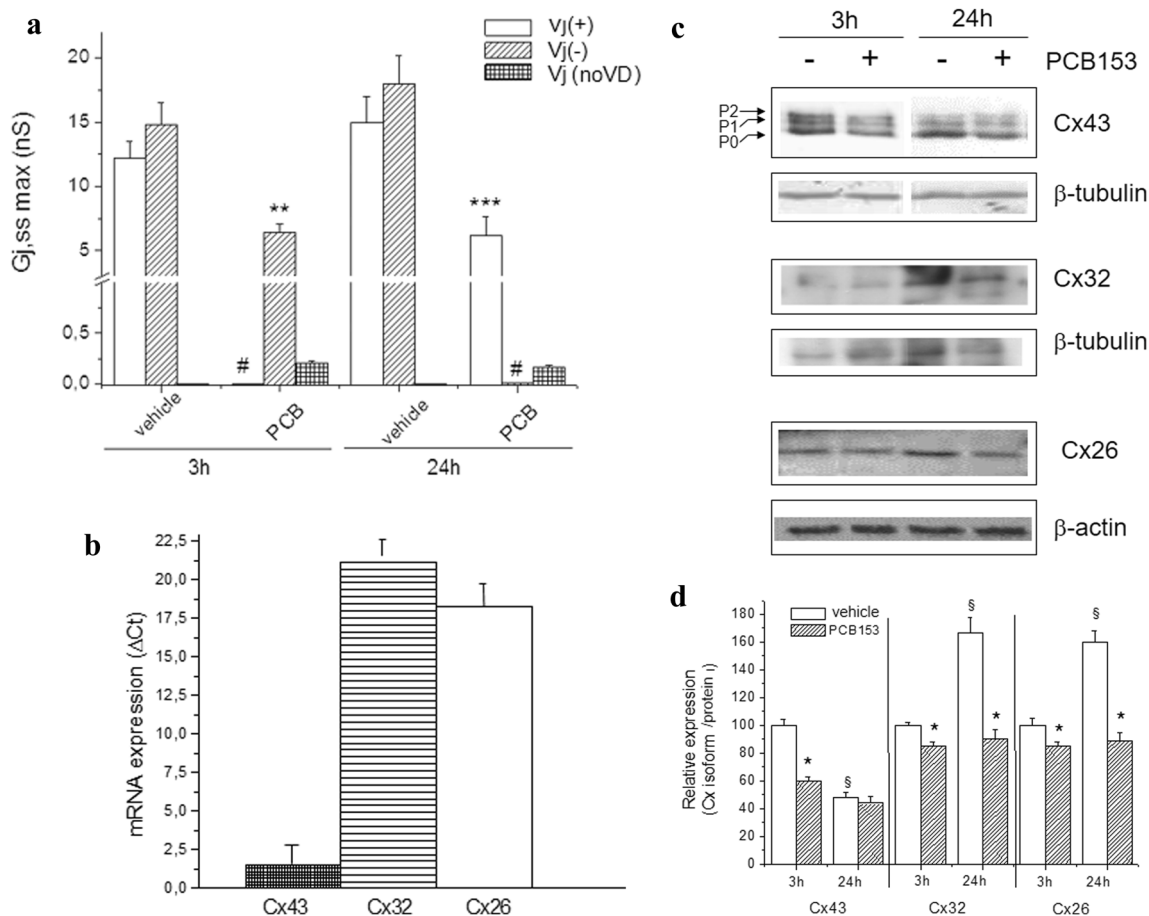 a
Vj(+)
Vj(-)
Vj (noVD)
Gj,ss max (nS)
20
15
10
5
0,5
0,0
** 
***
#
#
vehicle
PCB
vehicle
PCB
3h
24h
b
mRNA expression (ΔCt)
22,5
20,0
17,5
15,0
12,5
10,0
7,5
5,0
2,5
0,0
Cx43
Cx32
Cx26
c
3h 24h
- + - + PCB153
P2
P1
P0
Cx43
β-tubulin
Cx32
β-tubulin
Cx26
β-actin
d
vehicle
PCB153
Relative expression
(Cx isoform /protein ı)
180
160
140
120
100
80
60
40
20
0
* § * § * * § *
3h 24h 3h 24h 3h 24h
Cx43 Cx32 Cx26